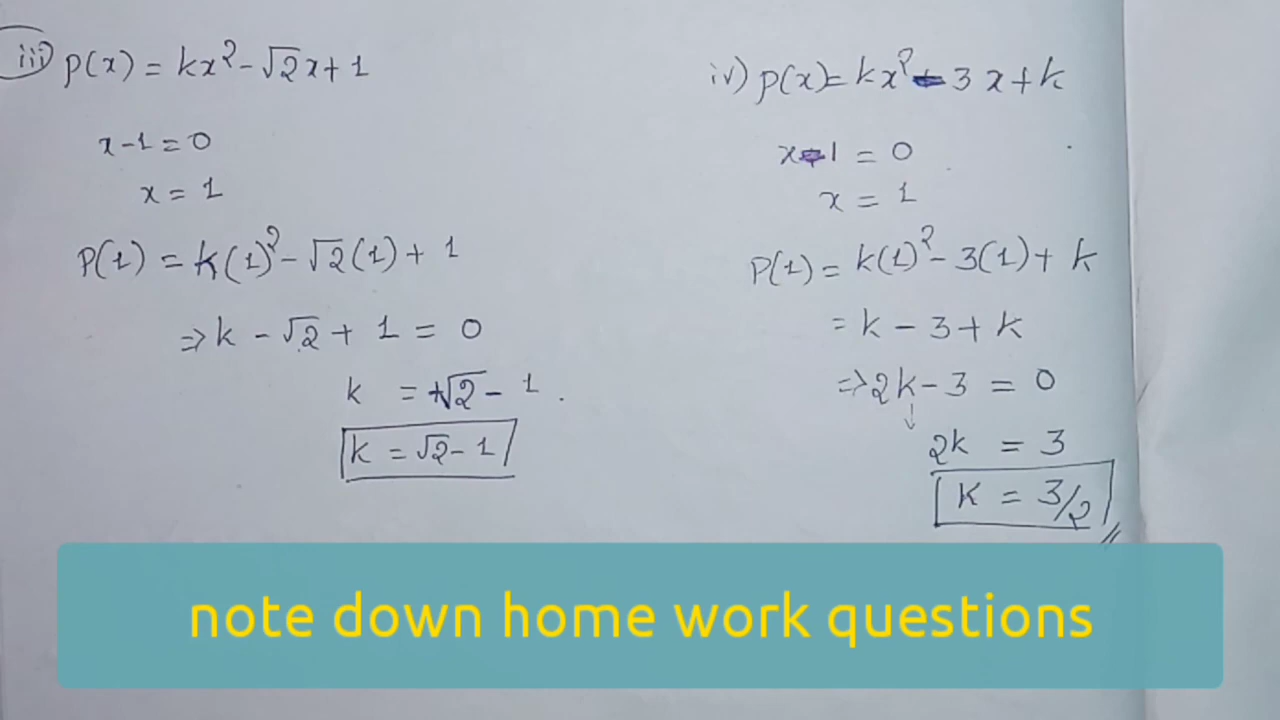 iii) p(x) = kx² - √2x + 1
x - 1 = 0
x = 1
P(1) = k(1)² - √2(1) + 1
⇒ k - √2 + 1 = 0
k = +√2 - 1.
k = √2 - 1
iv) p(x) = kx² - 3x + k
x - 1 = 0
x = 1
P(1) = k(1)² - 3(1) + k
= k - 3 + k
⇒ 2k - 3 = 0
2k = 3
k = 3/2
note down home work questions